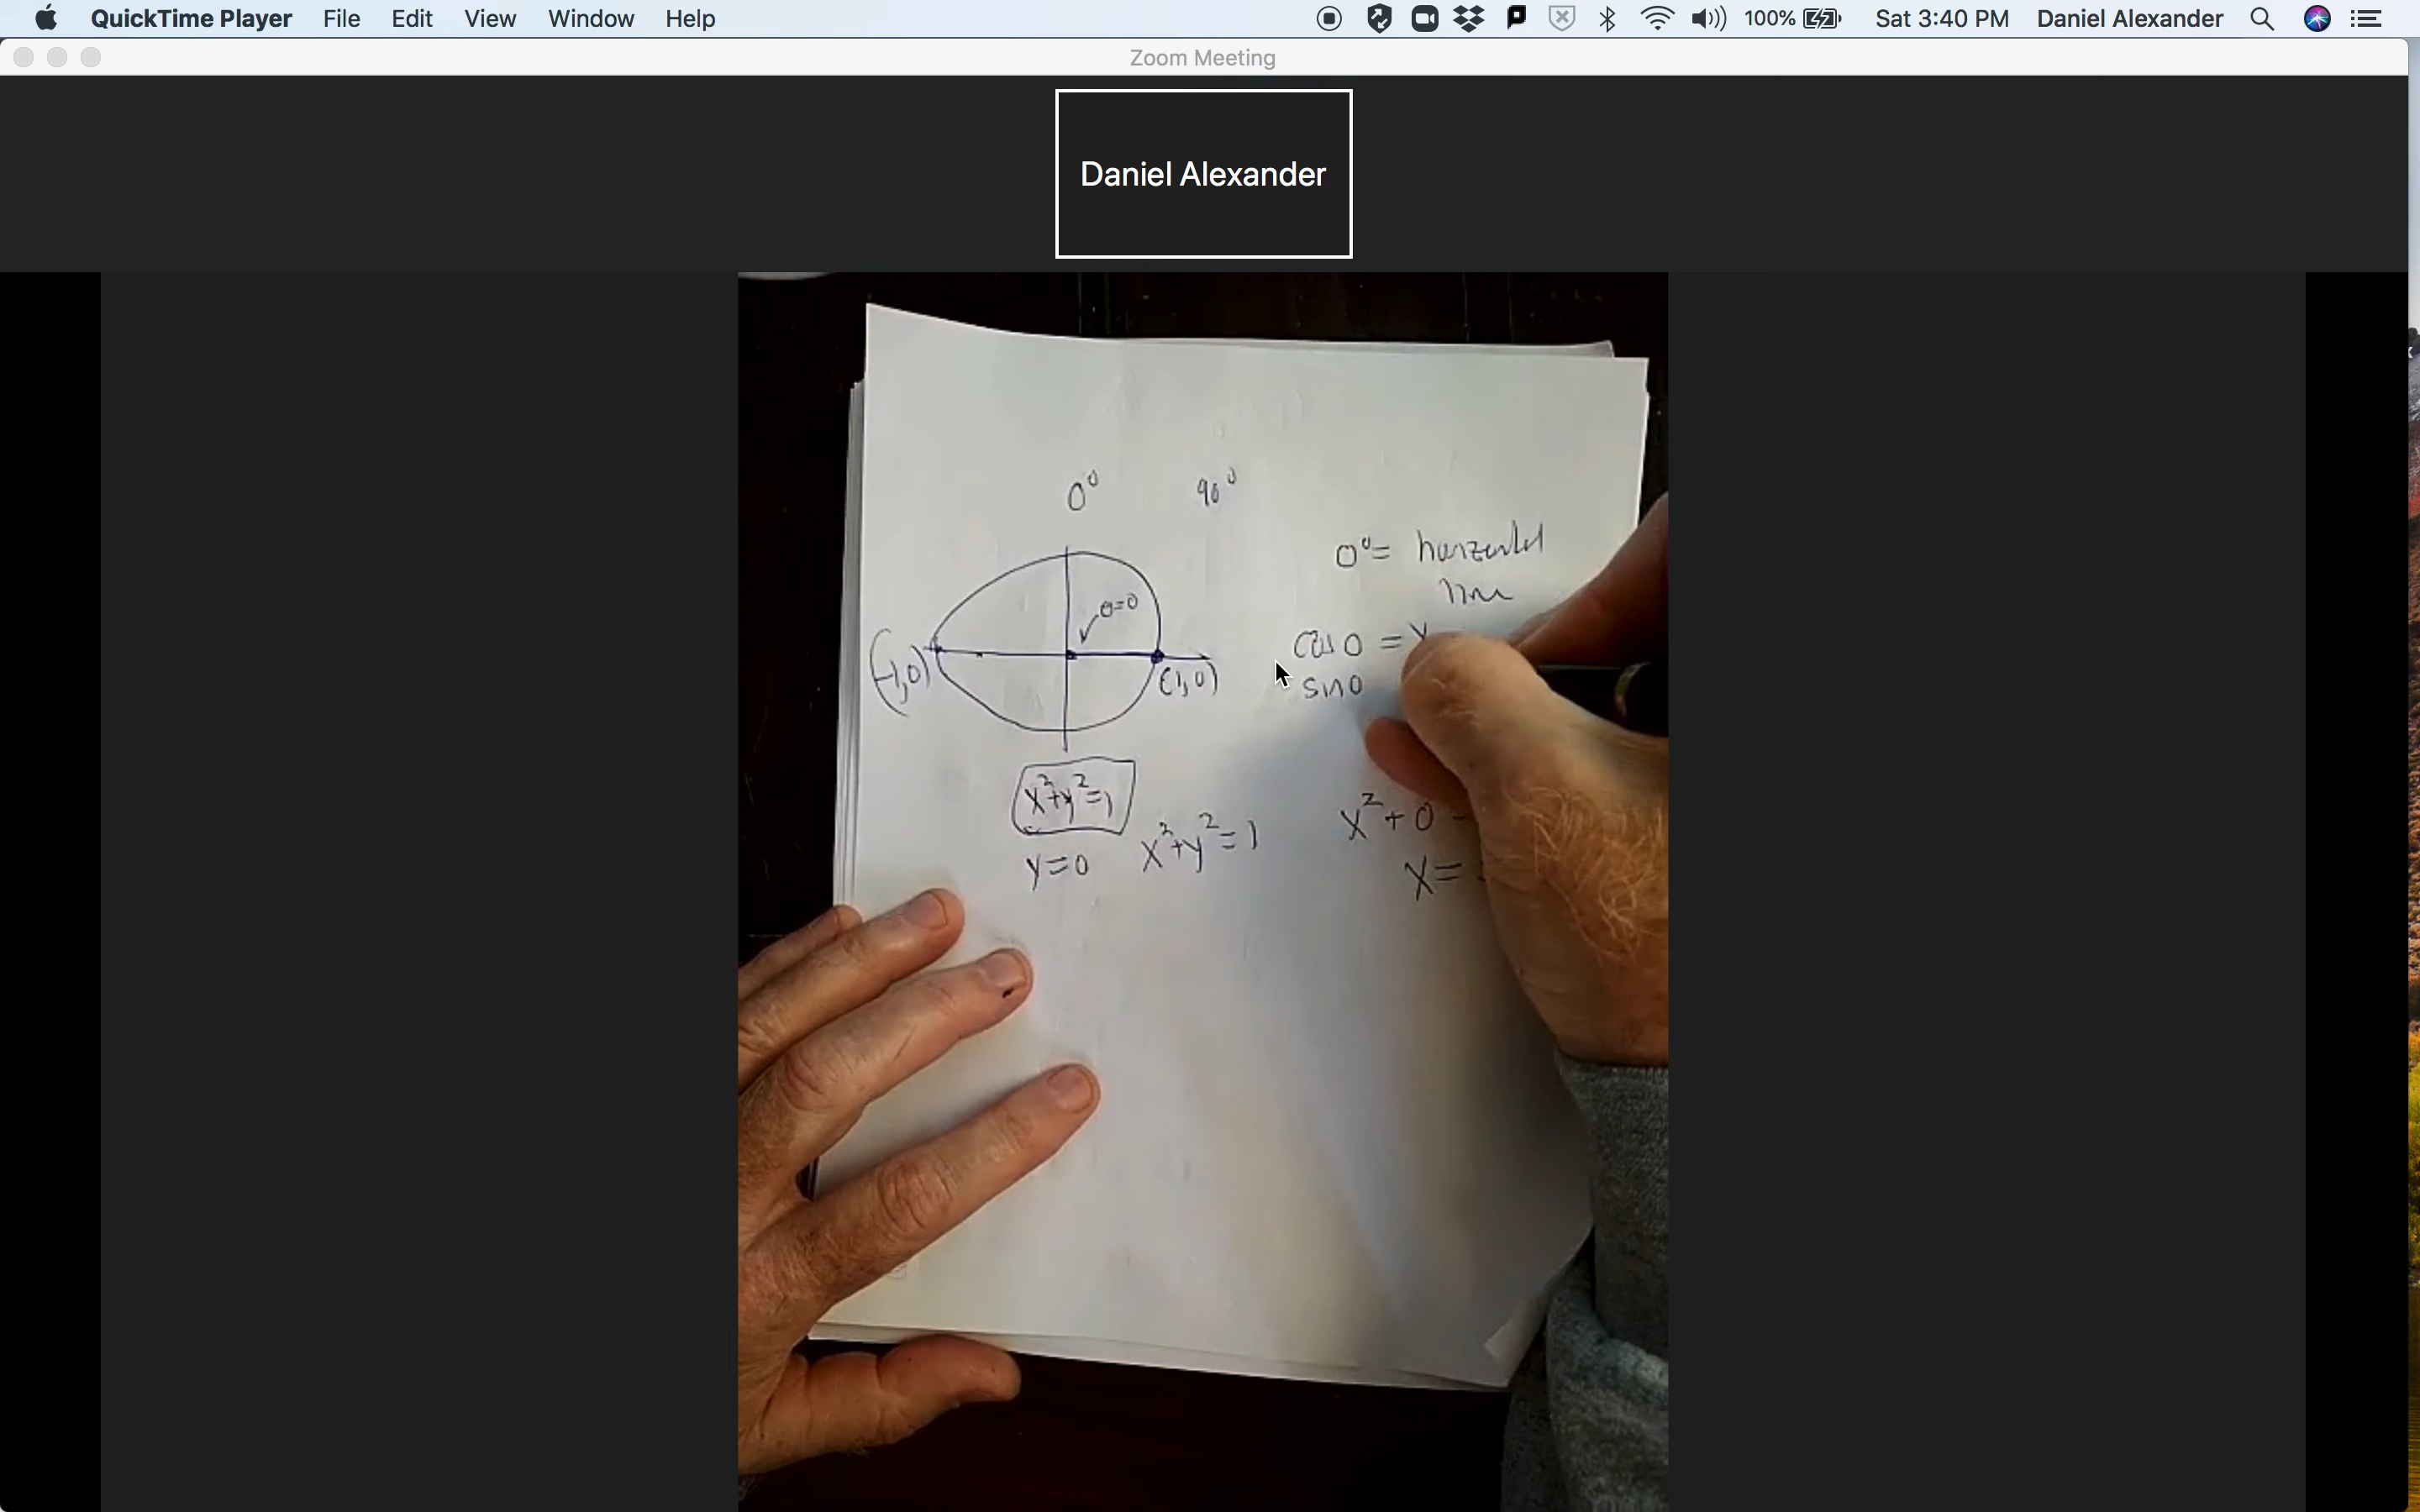 QuickTime Player File Edit View Window Help 100% Sat 3:40 PM Daniel Alexander
Zoom Meeting
Daniel Alexander
0° 90°
0°= horizontal
line
θ=0
(-1,0)
(1,0)
cos 0 = x
sin 0
x²+y²=1
y=0 x²+y²=1
x²+0
x=